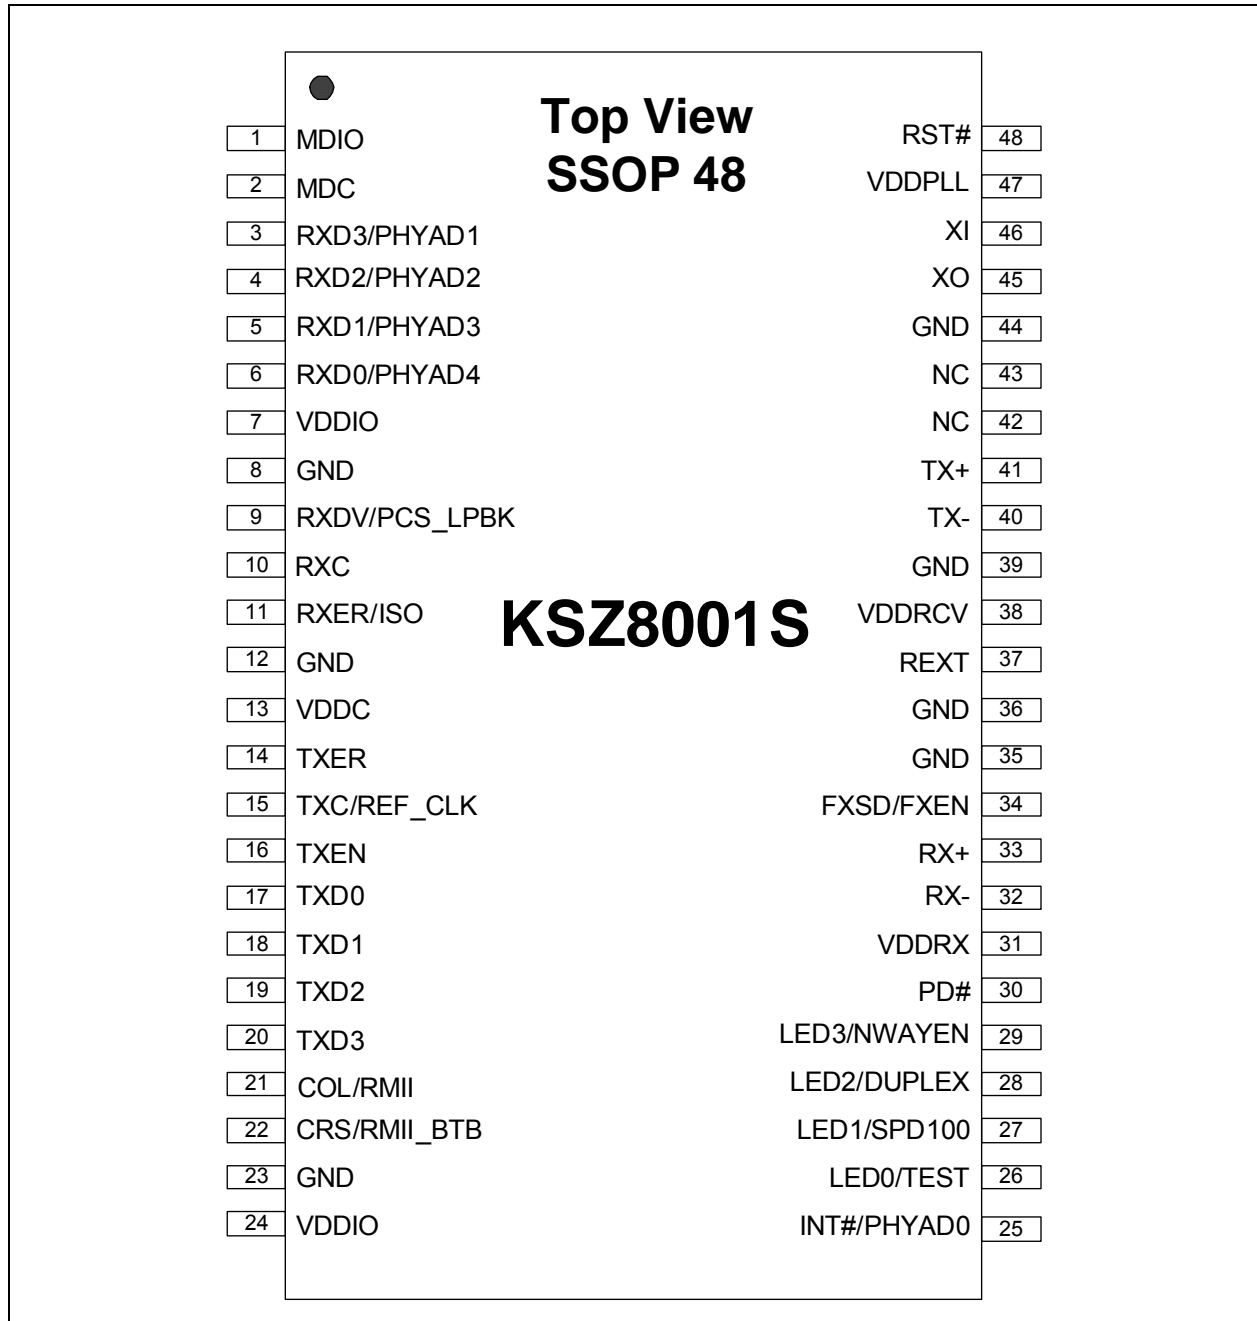 Top View
SSOP 48
KSZ8001S
1 MDIO
2 MDC
3 RXD3/PHYAD1
4 RXD2/PHYAD2
5 RXD1/PHYAD3
6 RXD0/PHYAD4
7 VDDIO
8 GND
9 RXDV/PCS_LPBK
10 RXC
11 RXER/ISO
12 GND
13 VDDC
14 TXER
15 TXC/REF_CLK
16 TXEN
17 TXD0
18 TXD1
19 TXD2
20 TXD3
21 COL/RMII
22 CRS/RMII_BTB
23 GND
24 VDDIO
RST# 48
VDDPLL 47
XI 46
XO 45
GND 44
NC 43
NC 42
TX+ 41
TX- 40
GND 39
VDDRCV 38
REXT 37
GND 36
GND 35
FXSD/FXEN 34
RX+ 33
RX- 32
VDDRX 31
PD# 30
LED3/NWAYEN 29
LED2/DUPLEX 28
LED1/SPD100 27
LED0/TEST 26
INT#/PHYAD0 25